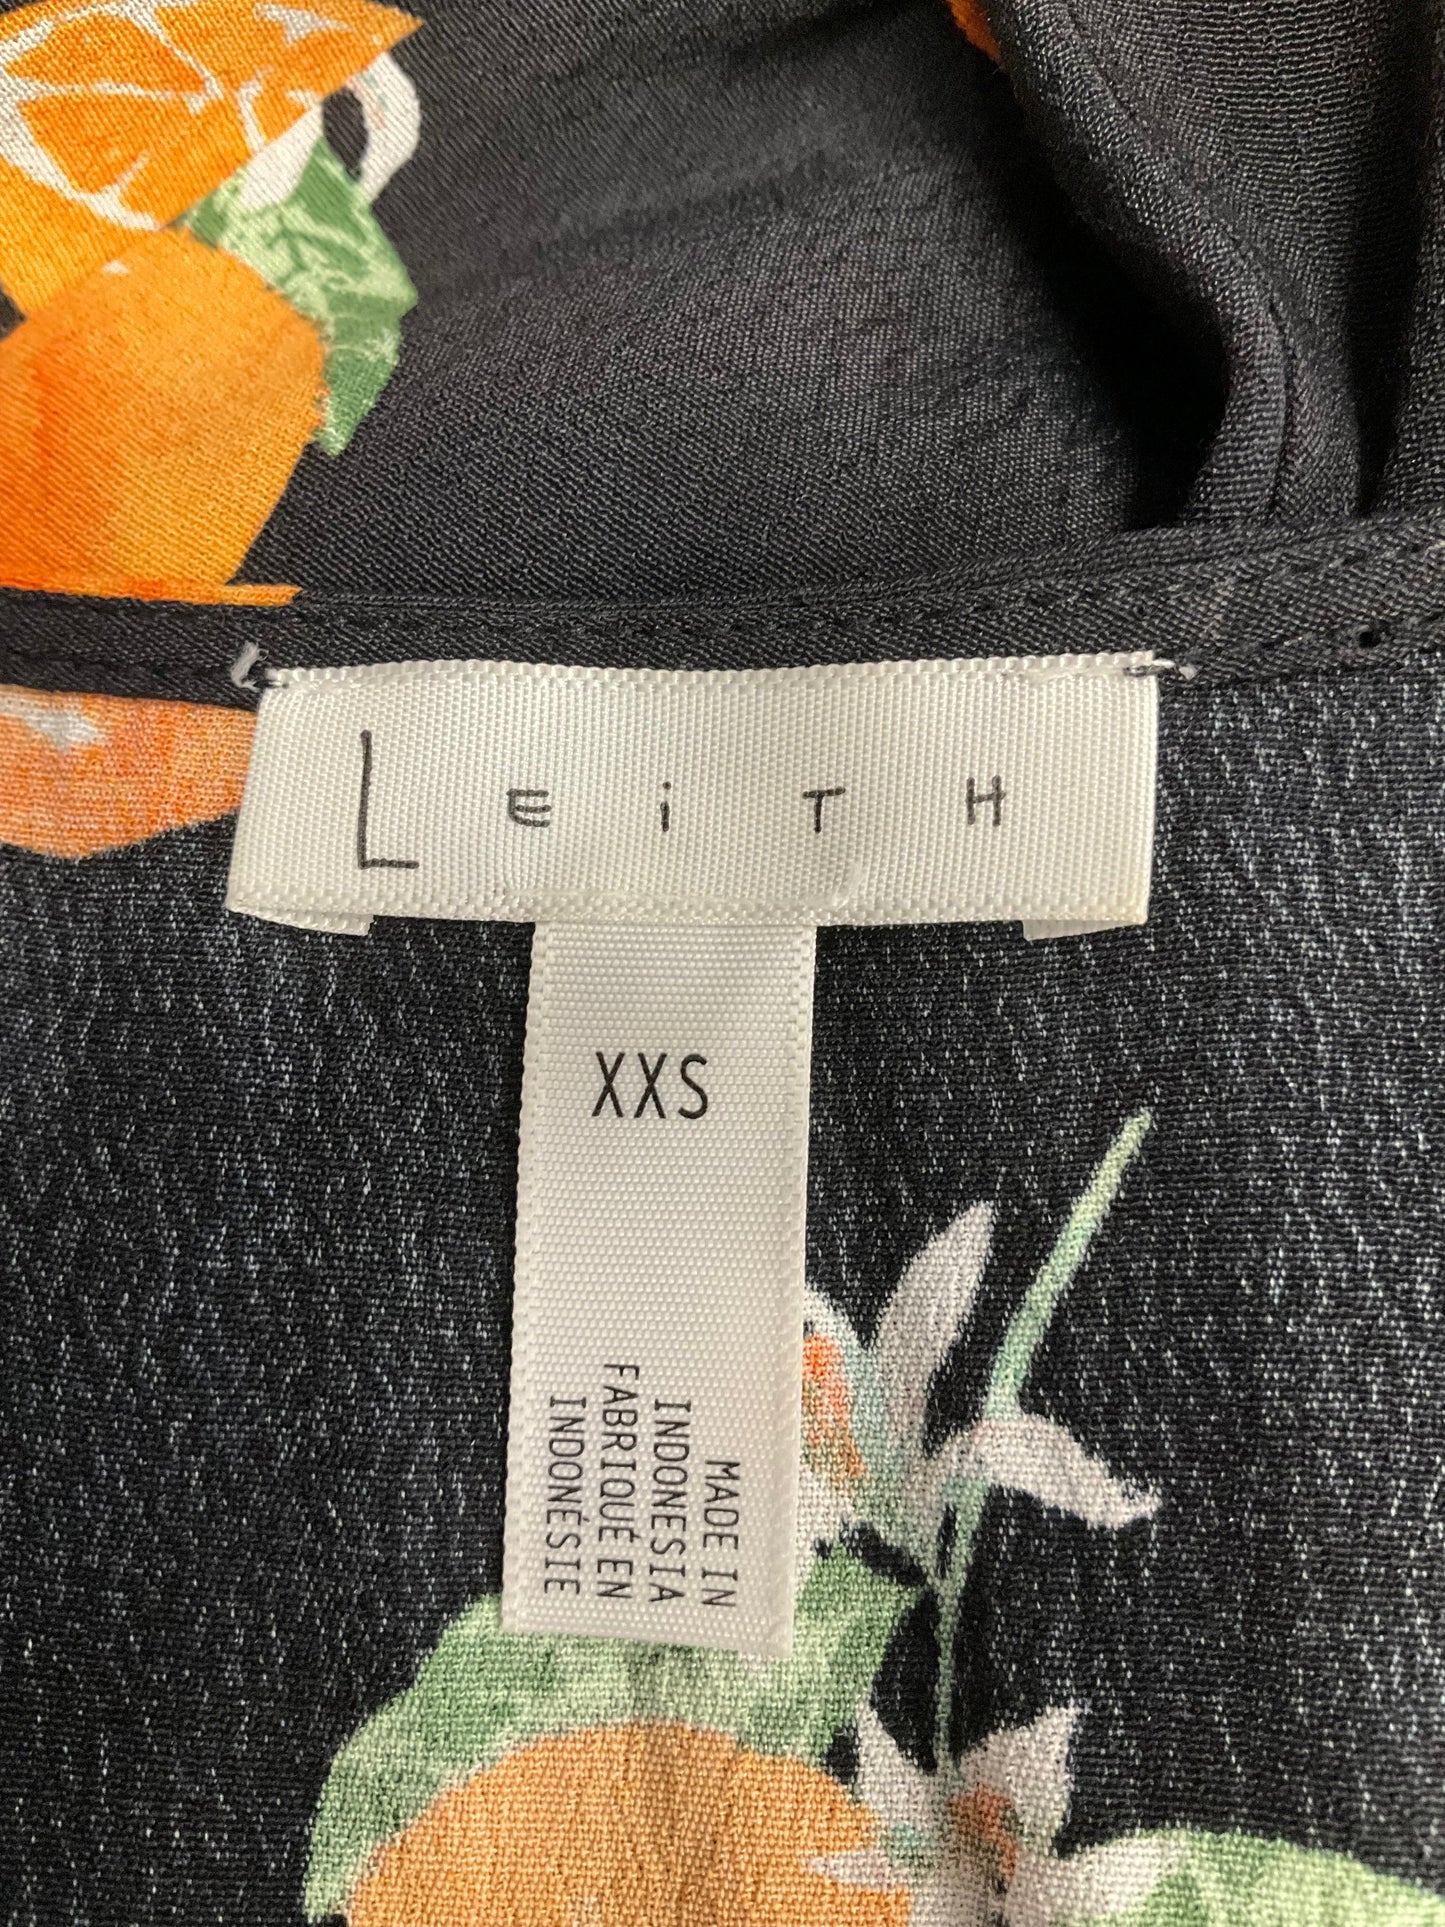 LEiTH
XXS
MADE IN
INDONESIA
FABRIQUÉ EN
INDONÉSIE